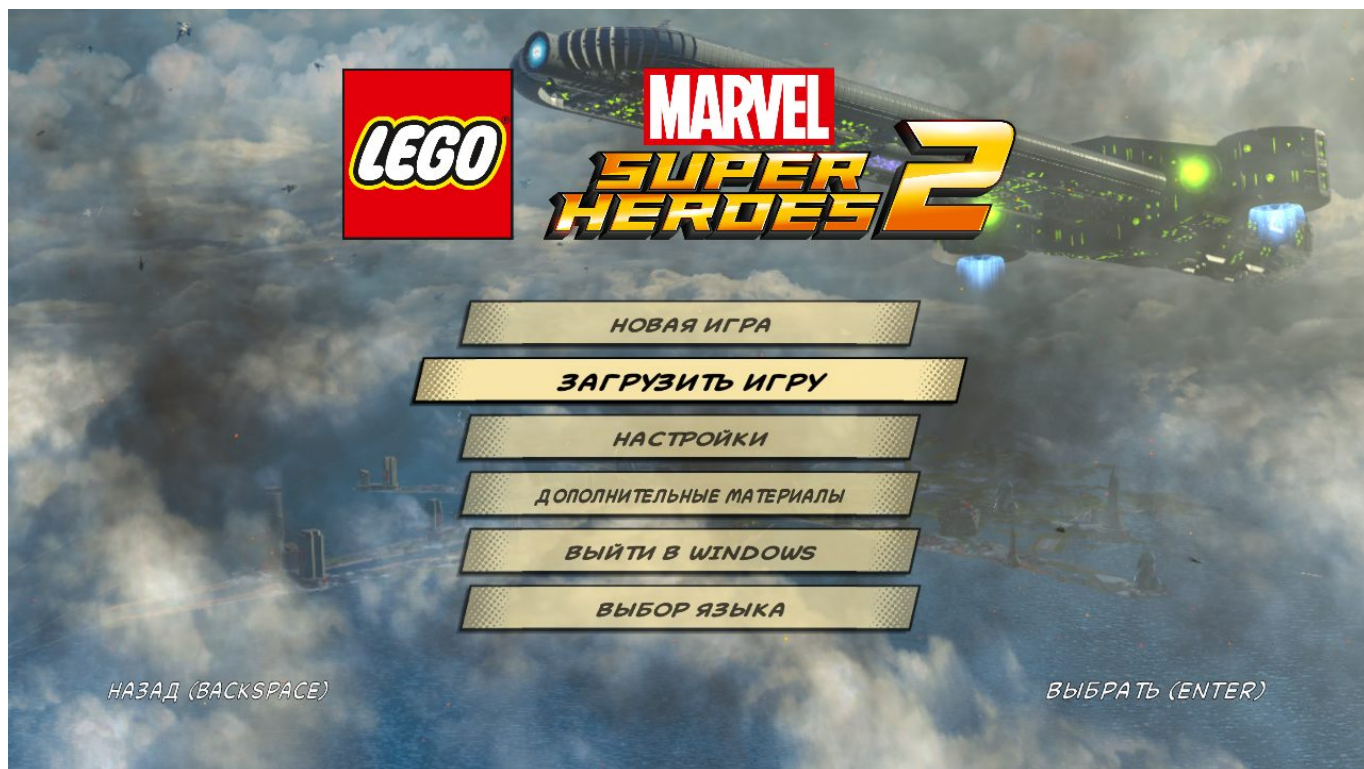 LEGO
MARVEL
SUPER
HEROES 2
НОВАЯ ИГРА
ЗАГРУЗИТЬ ИГРУ
НАСТРОЙКИ
ДОПОЛНИТЕЛЬНЫЕ МАТЕРИАЛЫ
ВЫЙТИ В WINDOWS
ВЫБОР ЯЗЫКА
НАЗАД (BACKSPACE)
ВЫБРАТЬ (ENTER)